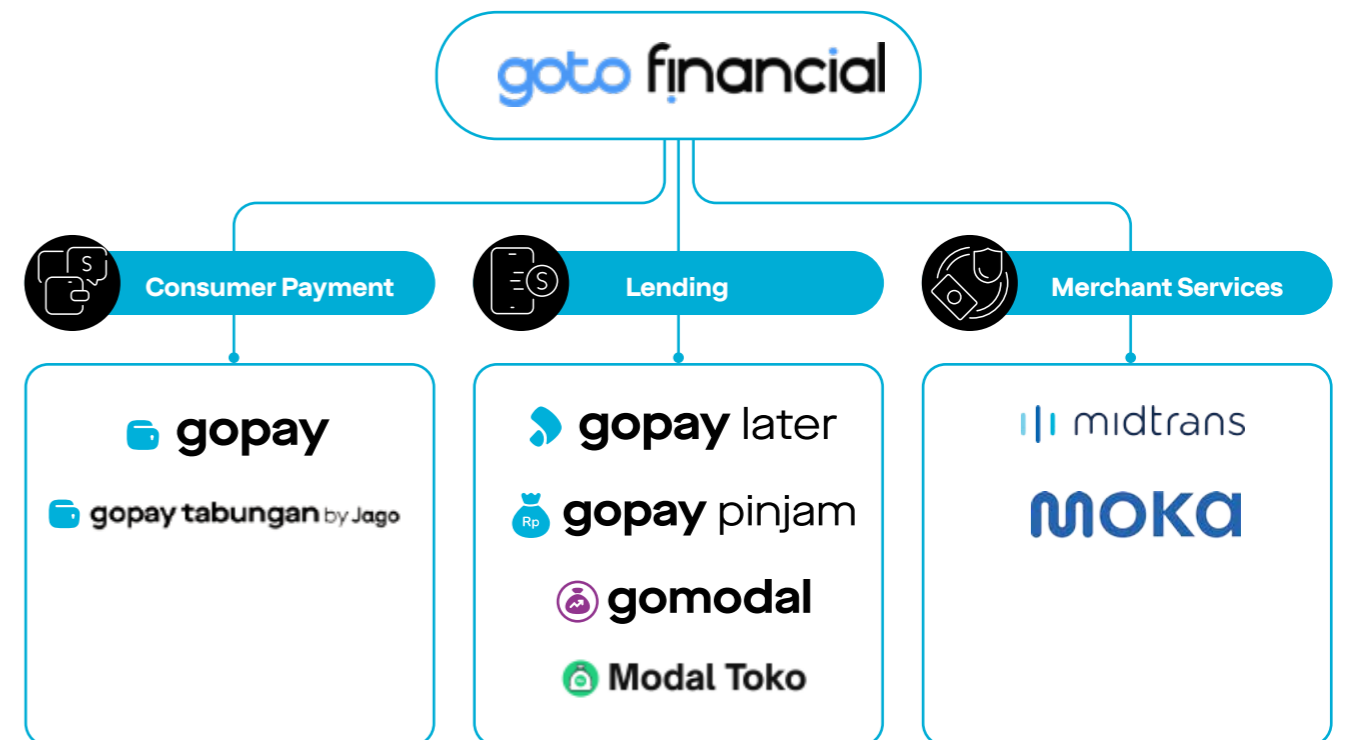 goto financial
Consumer Payment
gopay
gopay tabungan by Jago
Lending
gopay later
Rp
gopay pinjam
gomodal
Modal Toko
Merchant Services
midtrans
MOKA